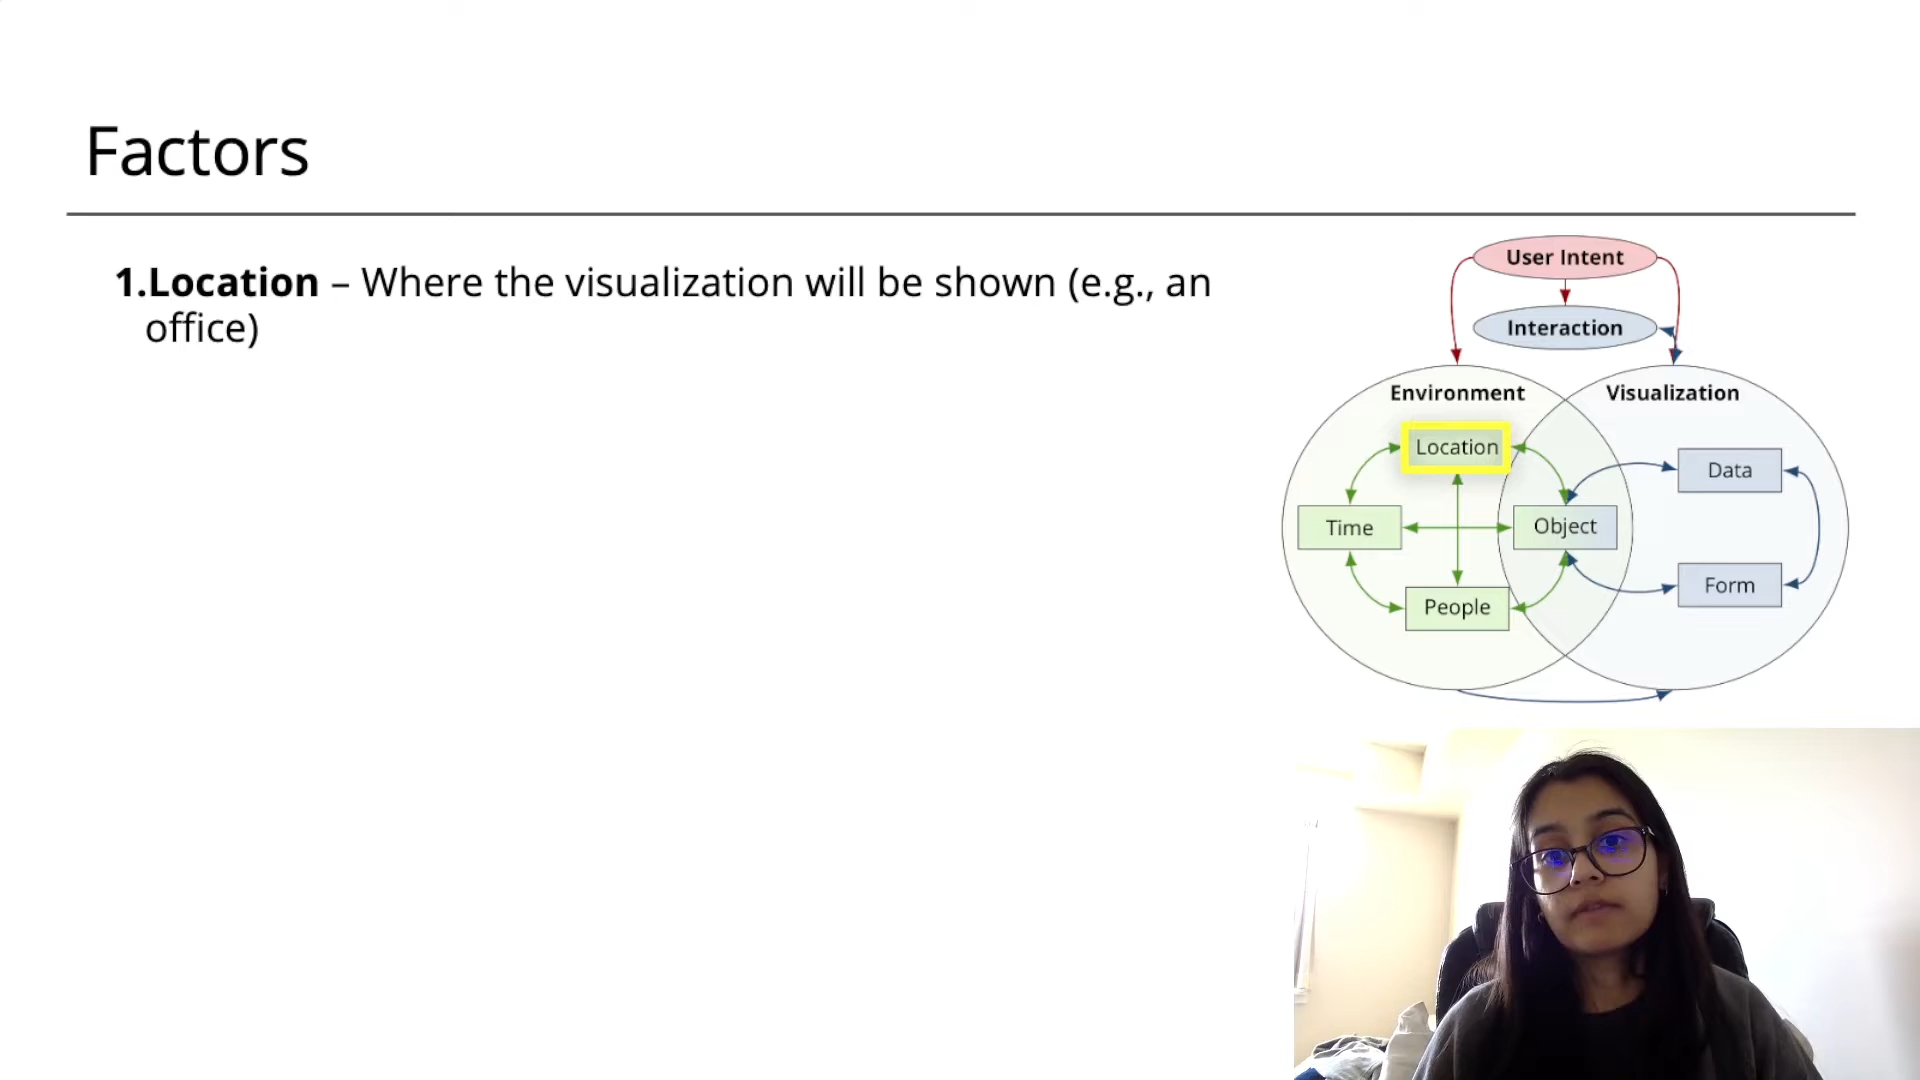 Factors
1.Location – Where the visualization will be shown (e.g., an
office)
User Intent
Interaction
Environment
Visualization
Location
Data
Time
Object
Form
People